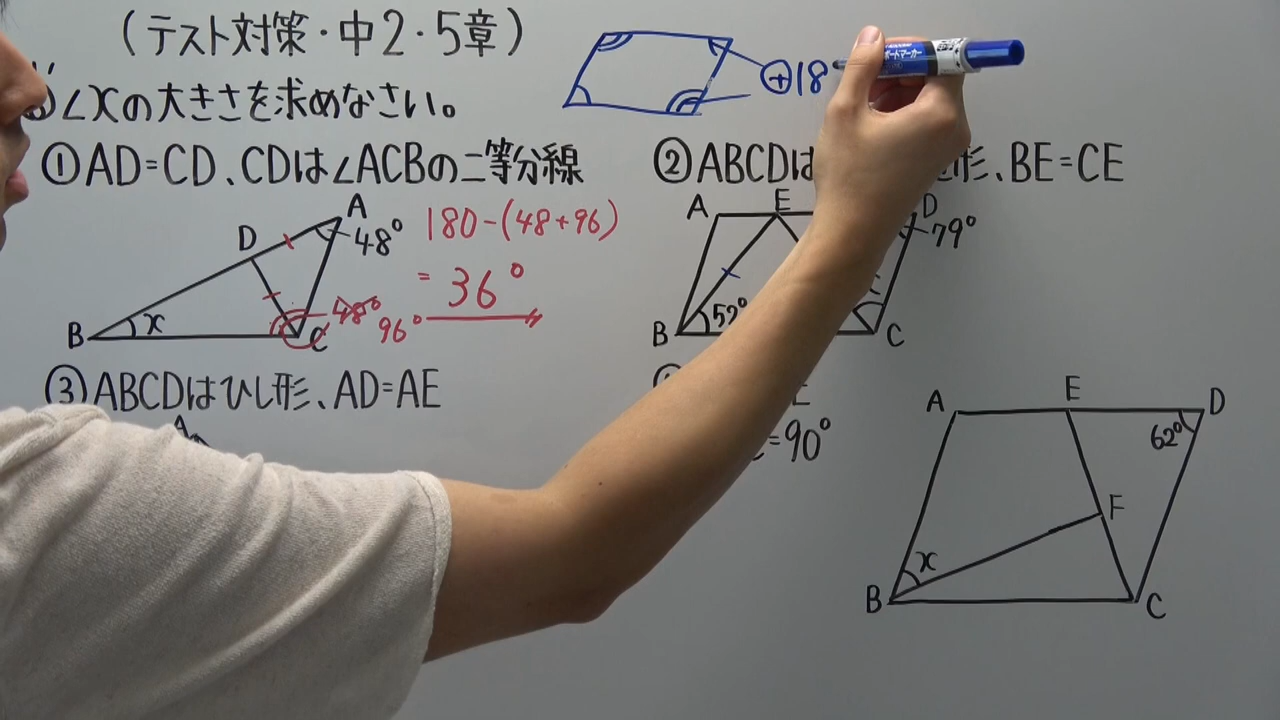 （テスト対策・中2・5章）
∠xの大きさを求めなさい。
①AD=CD、CDは∠ACBの二等分線
A
D
48°
B
x
C
48°
96°
180-(48+96)
= 36°
⊕18
②ABCDは
形、BE=CE
A
E
D
79°
B
52°
C
③ABCDはひし形、AD=AE
A
E
=90°
A
E
D
62°
F
x
B
C